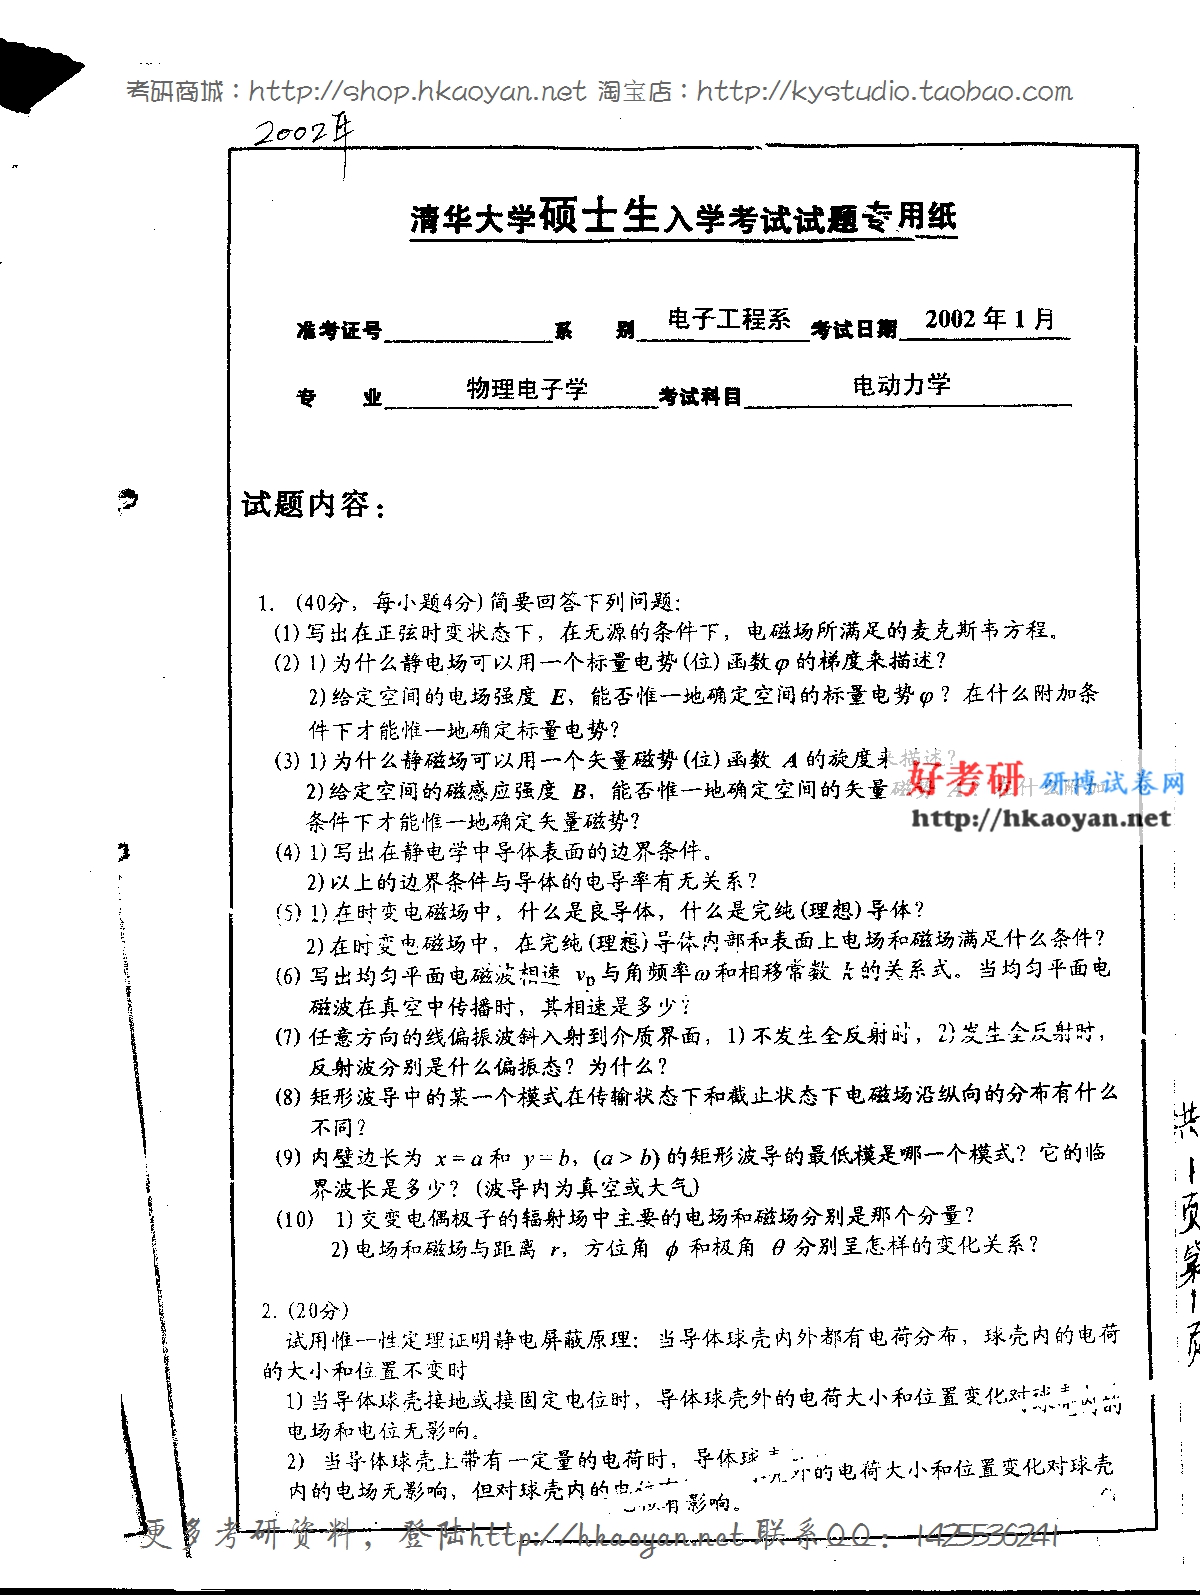 考研商城：http://shop.hkaoyan.net 淘宝店：http://kystudio.taobao.com
2002年
清华大学硕士生入学考试试题专用纸
准考证号 系 别 电子工程系 考试日期 2002 年 1 月
专 业 物理电子学 考试科目 电动力学
试题内容：
1. (40分，每小题4分)简要回答下列问题：
(1)写出在正弦时变状态下，在无源的条件下，电磁场所满足的麦克斯韦方程。
(2) 1)为什么静电场可以用一个标量电势(位)函数φ的梯度来描述？
2)给定空间的电场强度 E，能否惟一地确定空间的标量电势φ？在什么附加条
件下才能惟一地确定标量电势？
(3) 1)为什么静磁场可以用一个矢量磁势(位)函数 A 的旋度来描述？
2)给定空间的磁感应强度 B，能否惟一地确定空间的矢量磁势 A？在什么附加
条件下才能惟一地确定矢量磁势？
好考研 研博试卷网
http://hkaoyan.net
(4) 1)写出在静电学中导体表面的边界条件。
2)以上的边界条件与导体的电导率有无关系？
(5) 1)在时变电磁场中，什么是良导体，什么是完纯(理想)导体？
2)在时变电磁场中，在完纯(理想)导体内部和表面上电场和磁场满足什么条件？
(6) 写出均匀平面电磁波相速 vp与角频率ω和相移常数 k 的关系式。当均匀平面电
磁波在真空中传播时，其相速是多少？
(7) 任意方向的线偏振波斜入射到介质界面，1)不发生全反射时，2)发生全反射时，
反射波分别是什么偏振态？为什么？
(8) 矩形波导中的某一个模式在传输状态下和截止状态下电磁场沿纵向的分布有什么
不同？
(9) 内壁边长为 x=a 和 y=b，(a>b)的矩形波导的最低模是哪一个模式？它的临
界波长是多少？(波导内为真空或大气)
(10) 1)交变电偶极子的辐射场中主要的电场和磁场分别是那个分量？
2)电场和磁场与距离 r，方位角 φ 和极角 θ 分别呈怎样的变化关系？
2. (20分)
试用惟一性定理证明静电屏蔽原理：当导体球壳内外都有电荷分布，球壳内的电荷
的大小和位置不变时
1)当导体球壳接地或接固定电位时，导体球壳外的电荷大小和位置变化对球壳内的
电场和电位无影响。
2) 当导体球壳上带有一定量的电荷时，导体球壳外的电荷大小和位置变化对球壳
内的电场无影响，但对球壳内的电位有影响。
共1页第1页
更多考研资料，登陆http://hkaoyan.net 联系QQ：1425536241